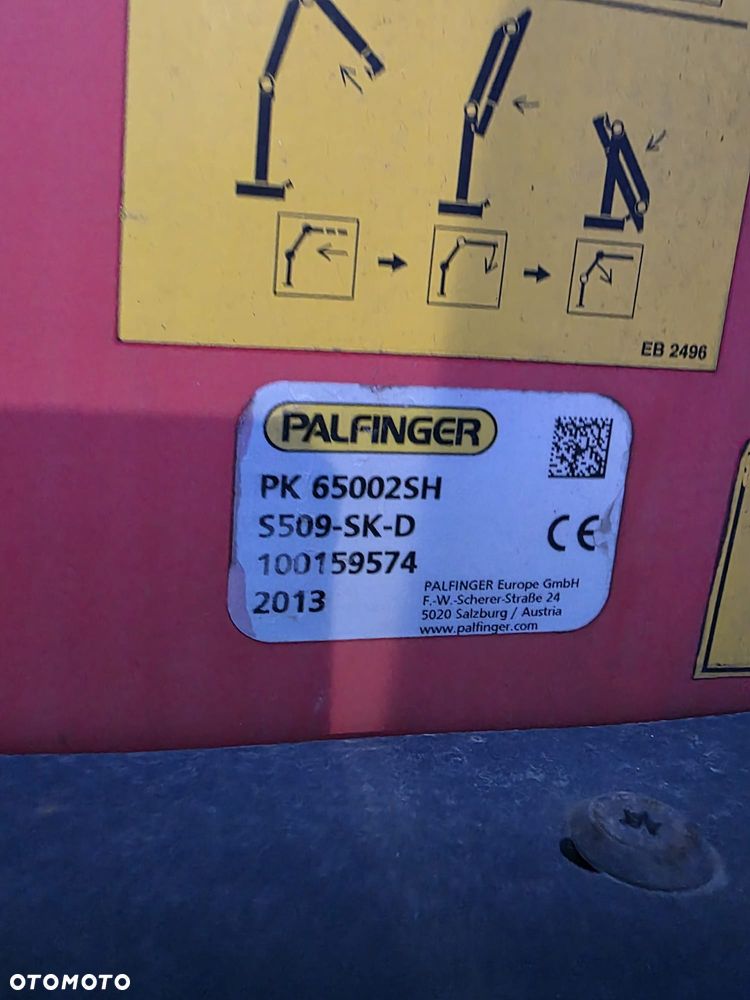 EB 2496
PALFINGER
PK 65002SH
S509-SK-D
CE
100159574
2013
PALFINGER Europe GmbH
F.-W.-Scherer-Straße 24
5020 Salzburg / Austria
www.palfinger.com
OTOMOTO